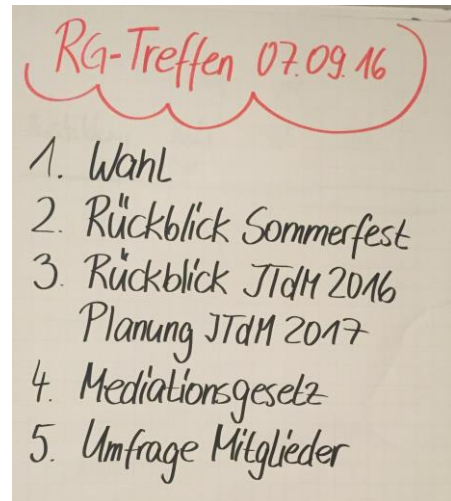 RG-Treffen 07.09.16
1. Wahl
2. Rückblick Sommerfest
3. Rückblick JTdM 2016
Planung JTdM 2017
4. Mediationsgesetz
5. Umfrage Mitglieder